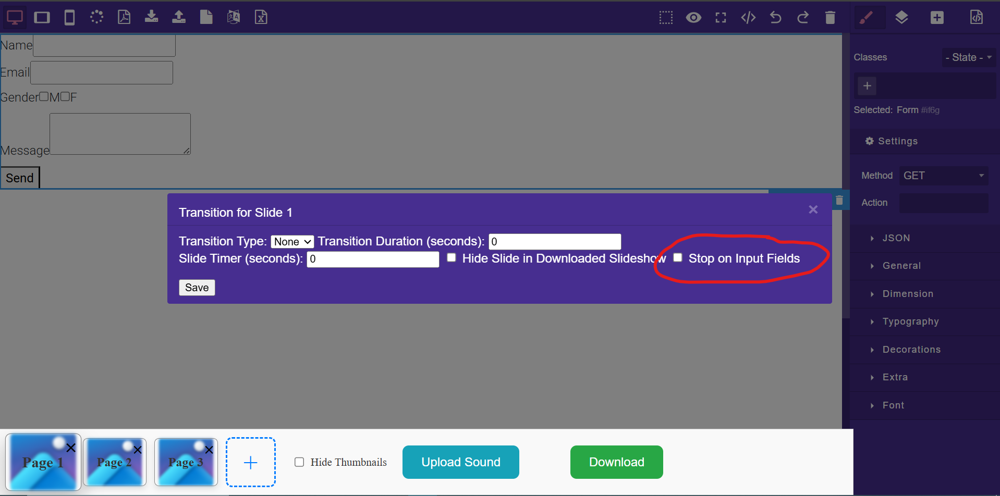 Name
Email
Gender M F
Message
Send
Classes - State -
+
Selected: Form #if6g
Settings
Method GET
Action
JSON
General
Dimension
Typography
Decorations
Extra
Font
Transition for Slide 1 ×
Transition Type: None Transition Duration (seconds): 0
Slide Timer (seconds): 0 Hide Slide in Downloaded Slideshow Stop on Input Fields
Save
Page 1 Page 2 Page 3 + Hide Thumbnails Upload Sound Download